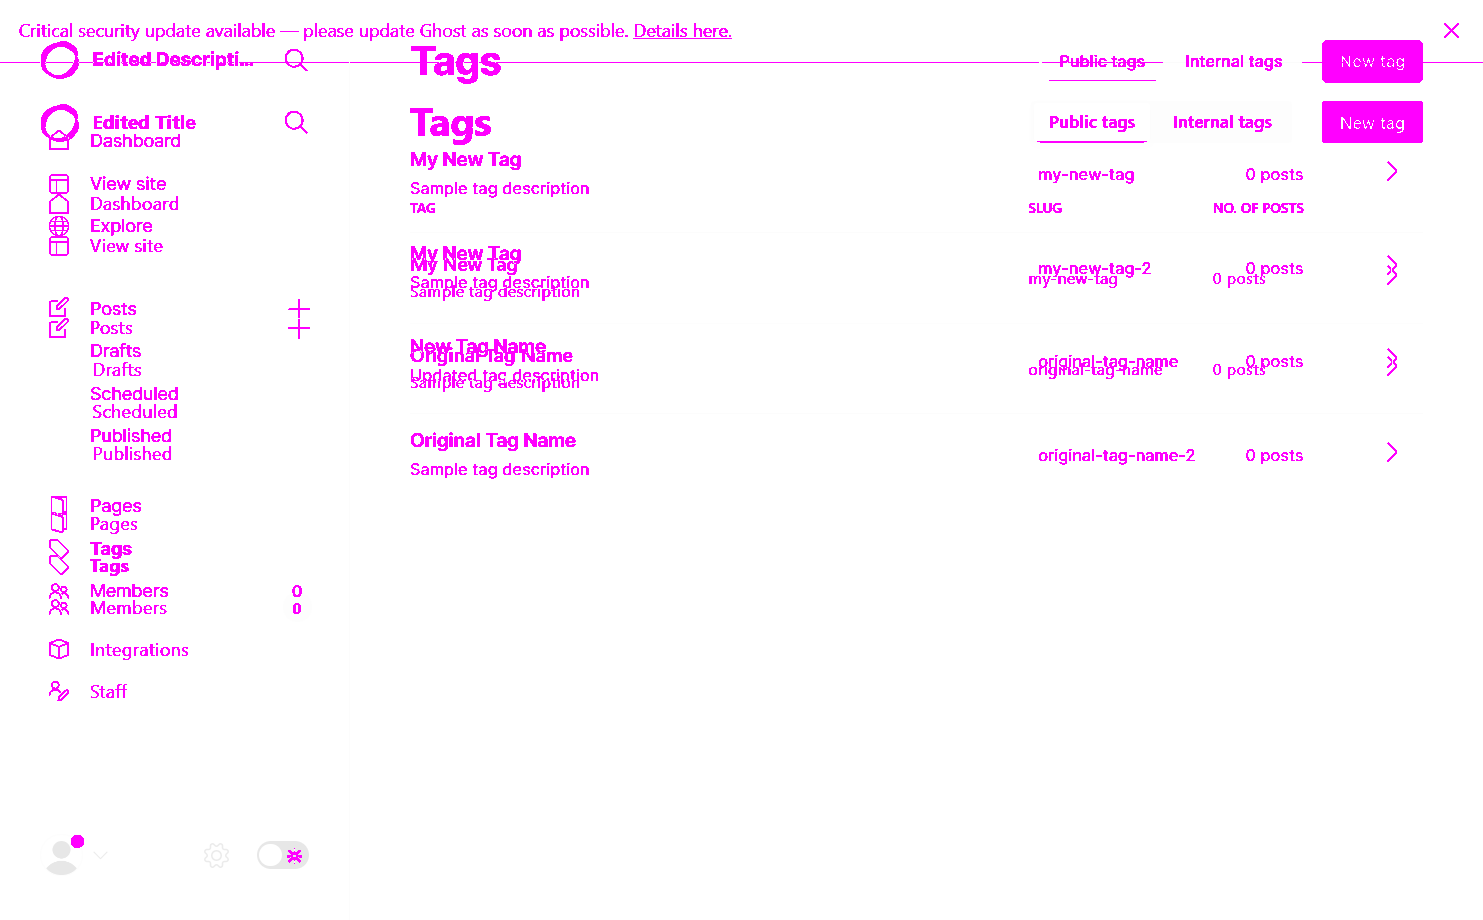 Critical security update available — please update Ghost as soon as possible. Details here.
Edited Descripti...
Tags
Public tags
Internal tags
New tag
Edited Title
Tags
Public tags
Internal tags
New tag
Dashboard
My New Tag
my-new-tag
0 posts
Sample tag description
View site
Dashboard
TAG
SLUG
NO. OF POSTS
Explore
View site
My New Tag
My New Tag
my-new-tag-2
0 posts
Sample tag description
my-new-tag
0 posts
Sample tag description
Posts
Posts
Drafts
New Tag Name
Original Tag Name
original-tag-name
0 posts
Drafts
original-tag-name
0 posts
Updated tag description
Sample tag description
Scheduled
Scheduled
Published
Original Tag Name
Published
original-tag-name-2
0 posts
Sample tag description
Pages
Pages
Tags
Tags
Members
0
Members
0
Integrations
Staff